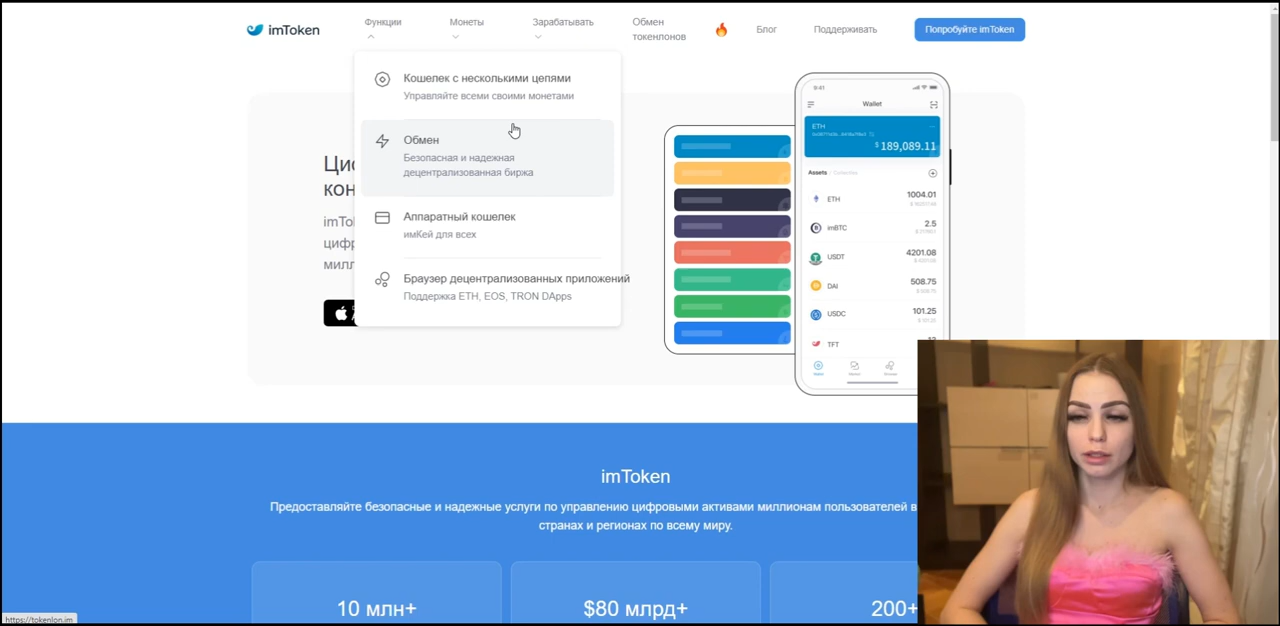 imToken
Функции
Монеты
Зарабатывать
Обмен
токенлонов
Блог
Поддерживать
Попробуйте imToken
Кошелек с несколькими цепями
Управляйте всеми своими монетами
Обмен
Безопасная и надежная
децентрализованная биржа
Аппаратный кошелек
имКей для всех
Браузер децентрализованных приложений
Поддержка ETH, EOS, TRON DApps
9:41
Wallet
ETH
$ 189,089.11
Assets
ETH
1004.01
imBTC
2.5
USDT
4201.08
DAI
508.75
USDC
101.25
TFT
imToken
Предоставляйте безопасные и надежные услуги по управлению цифровыми активами миллионам пользователей в
странах и регионах по всему миру.
10 млн+
$80 млрд+
200+
https://tokenlon.im